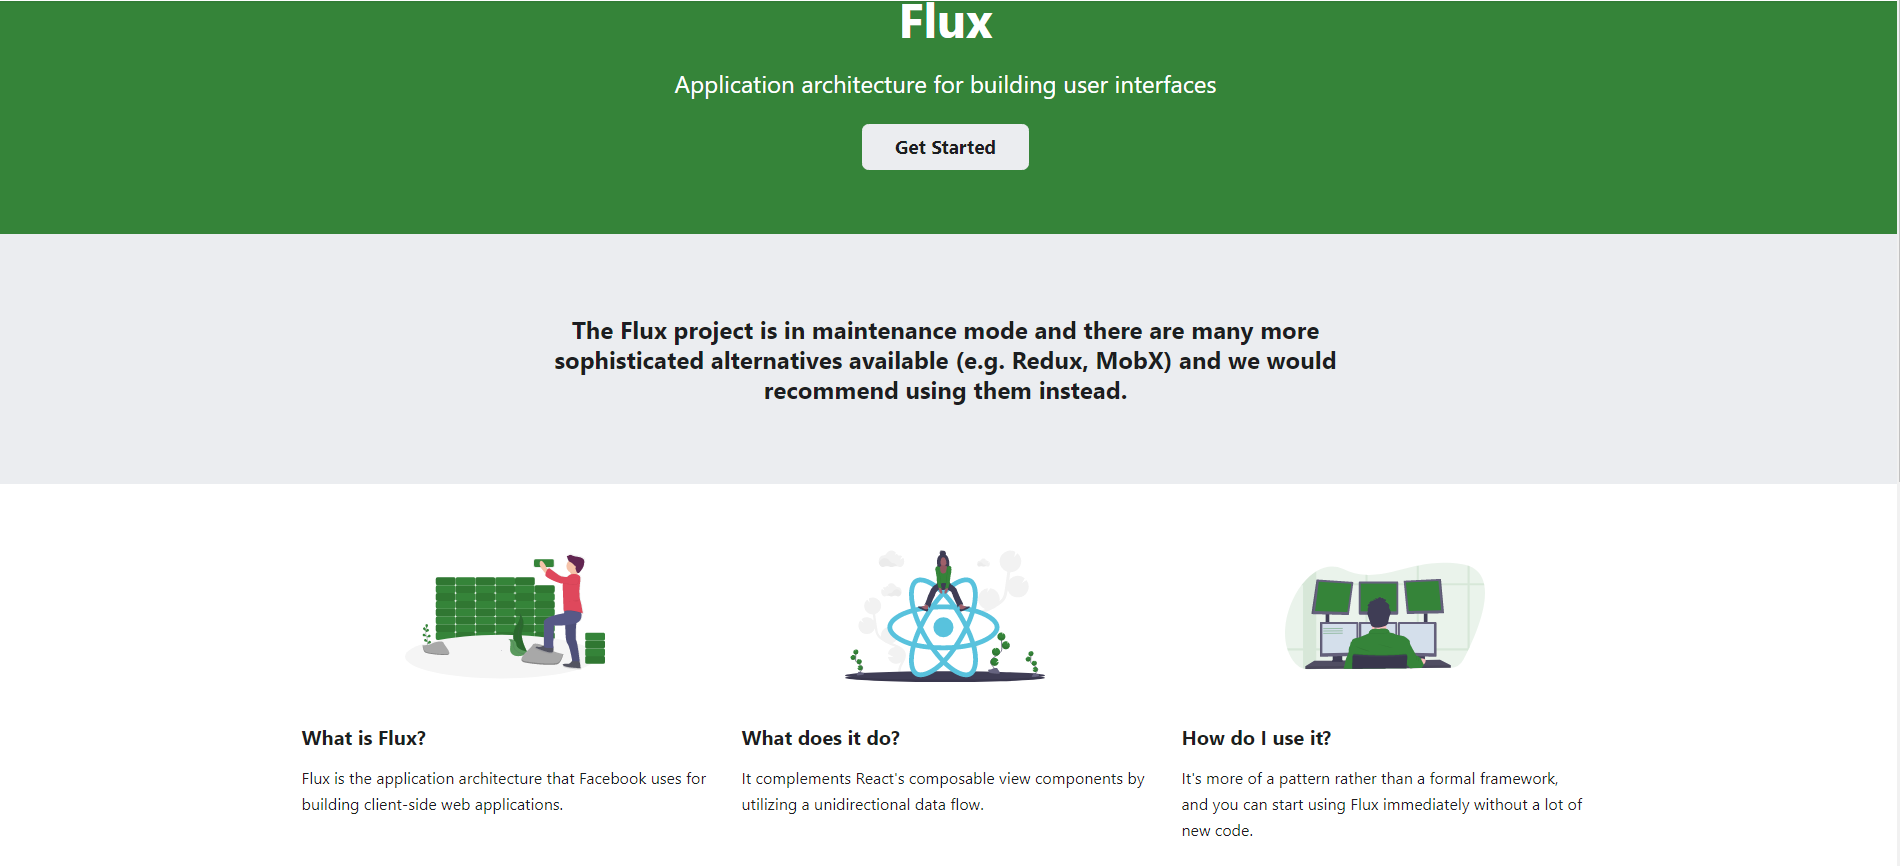 Flux
Application architecture for building user interfaces
Get Started
The Flux project is in maintenance mode and there are many more
sophisticated alternatives available (e.g. Redux, MobX) and we would
recommend using them instead.
What is Flux?
Flux is the application architecture that Facebook uses for
building client-side web applications.
What does it do?
It complements React's composable view components by
utilizing a unidirectional data flow.
How do I use it?
It's more of a pattern rather than a formal framework,
and you can start using Flux immediately without a lot of
new code.